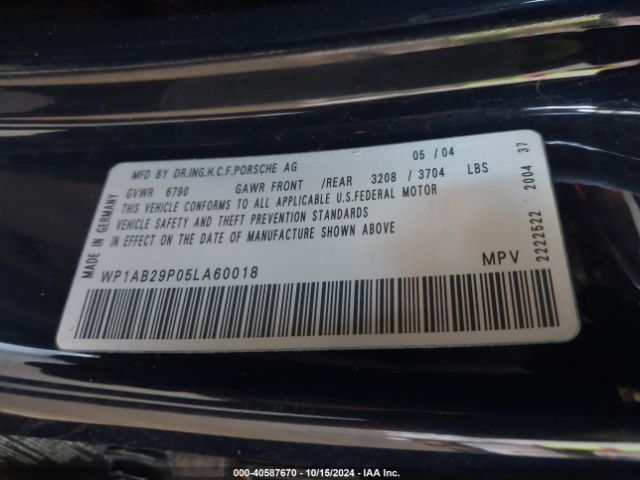 MFD BY DR.ING.H.C.F.PORSCHE AG 05 / 04
GVWR 6790 GAWR FRONT /REAR 3208 / 3704 LBS
THIS VEHICLE CONFORMS TO ALL APPLICABLE U.S.FEDERAL MOTOR
VEHICLE SAFETY AND THEFT PREVENTION STANDARDS
IN EFFECT ON THE DATE OF MANUFACTURE SHOWN ABOVE
WP1AB29P05LA60018 MPV
MADE IN GERMANY
2222522 2004 37
000-40587670 - 10/15/2024 - IAA Inc.